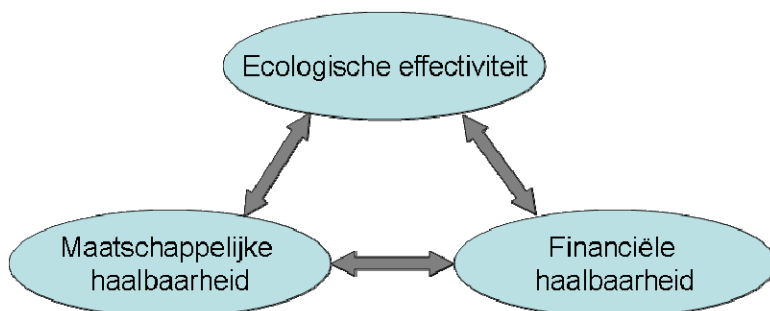 Ecologische effectiviteit
Maatschappelijke
haalbaarheid
Financiële
haalbaarheid